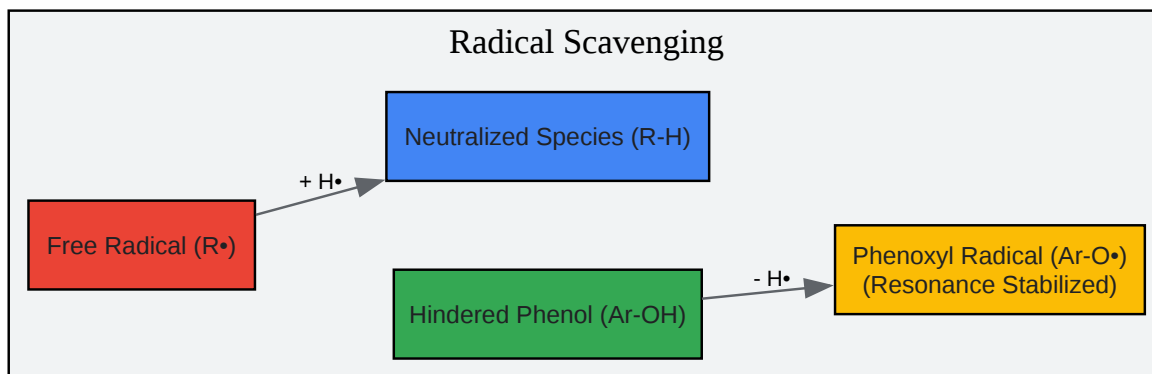 Radical Scavenging
Neutralized Species (R-H)
+ H•
Free Radical (R•)
Phenoxyl Radical (Ar-O•)
(Resonance Stabilized)
- H•
Hindered Phenol (Ar-OH)